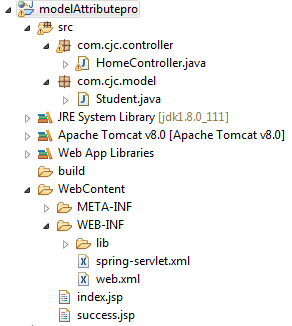 modelAttributepro
src
com.cjc.controller
HomeController.java
com.cjc.model
Student.java
JRE System Library [jdk1.8.0_111]
Apache Tomcat v8.0 [Apache Tomcat v8.0]
Web App Libraries
build
WebContent
META-INF
WEB-INF
lib
spring-servlet.xml
web.xml
index.jsp
success.jsp